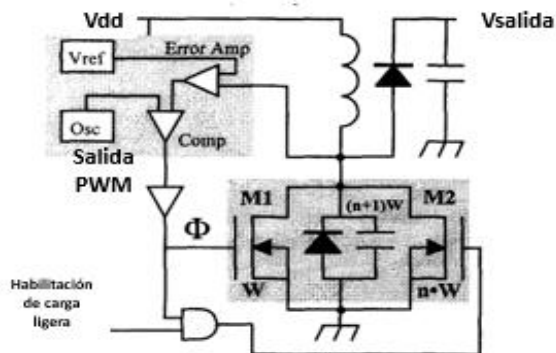 Vdd
Vsalida
Error Amp
Vref
Osc
Comp
Salida
PWM
M1
(n+1)W
M2
Φ
W
n•W
Habilitación
de carga
ligera